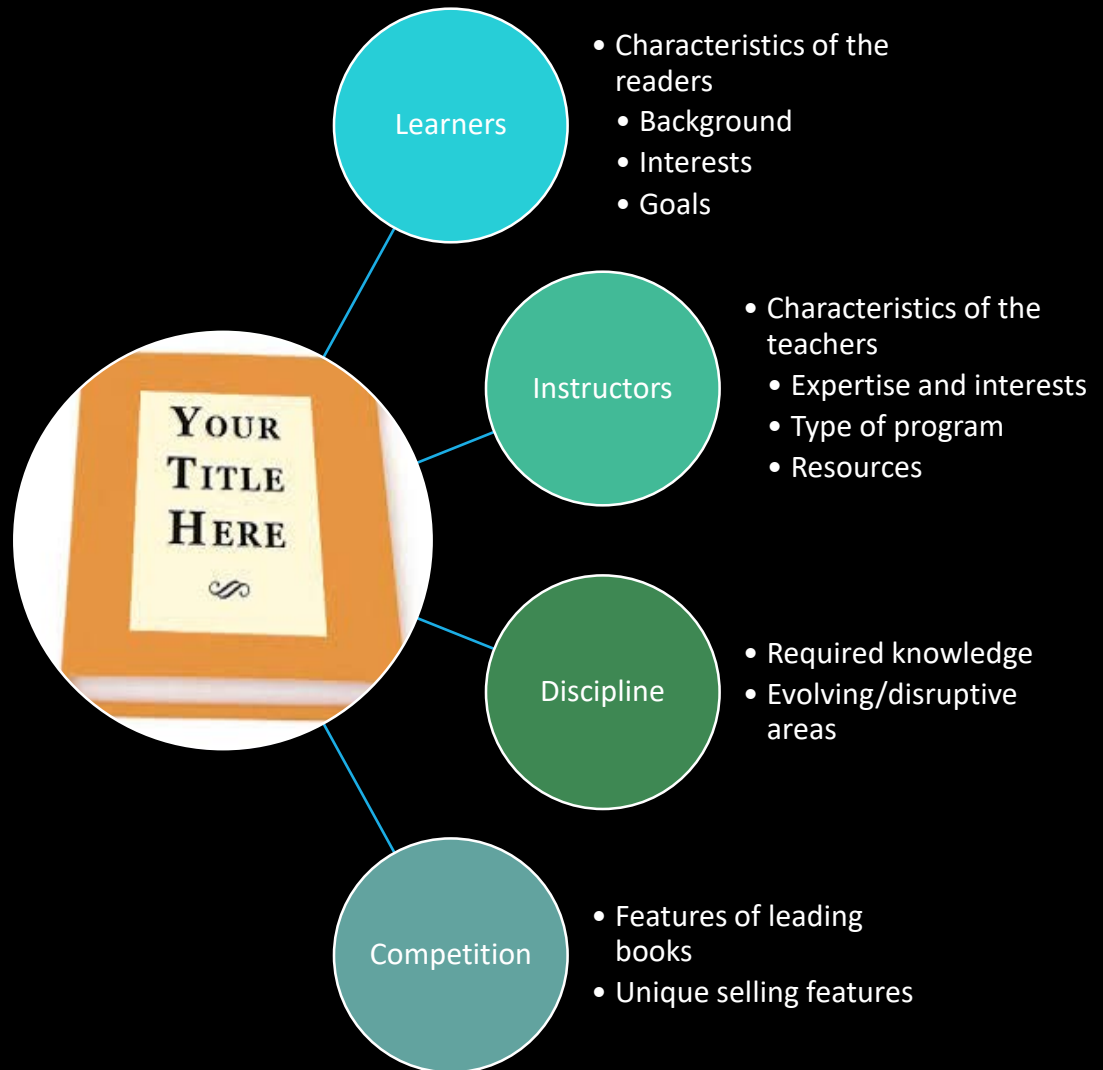 Learners
• Characteristics of the
readers
• Background
• Interests
• Goals
Instructors
• Characteristics of the
teachers
• Expertise and interests
• Type of program
• Resources
YOUR
TITLE
HERE
Discipline
• Required knowledge
• Evolving/disruptive
areas
Competition
• Features of leading
books
• Unique selling features